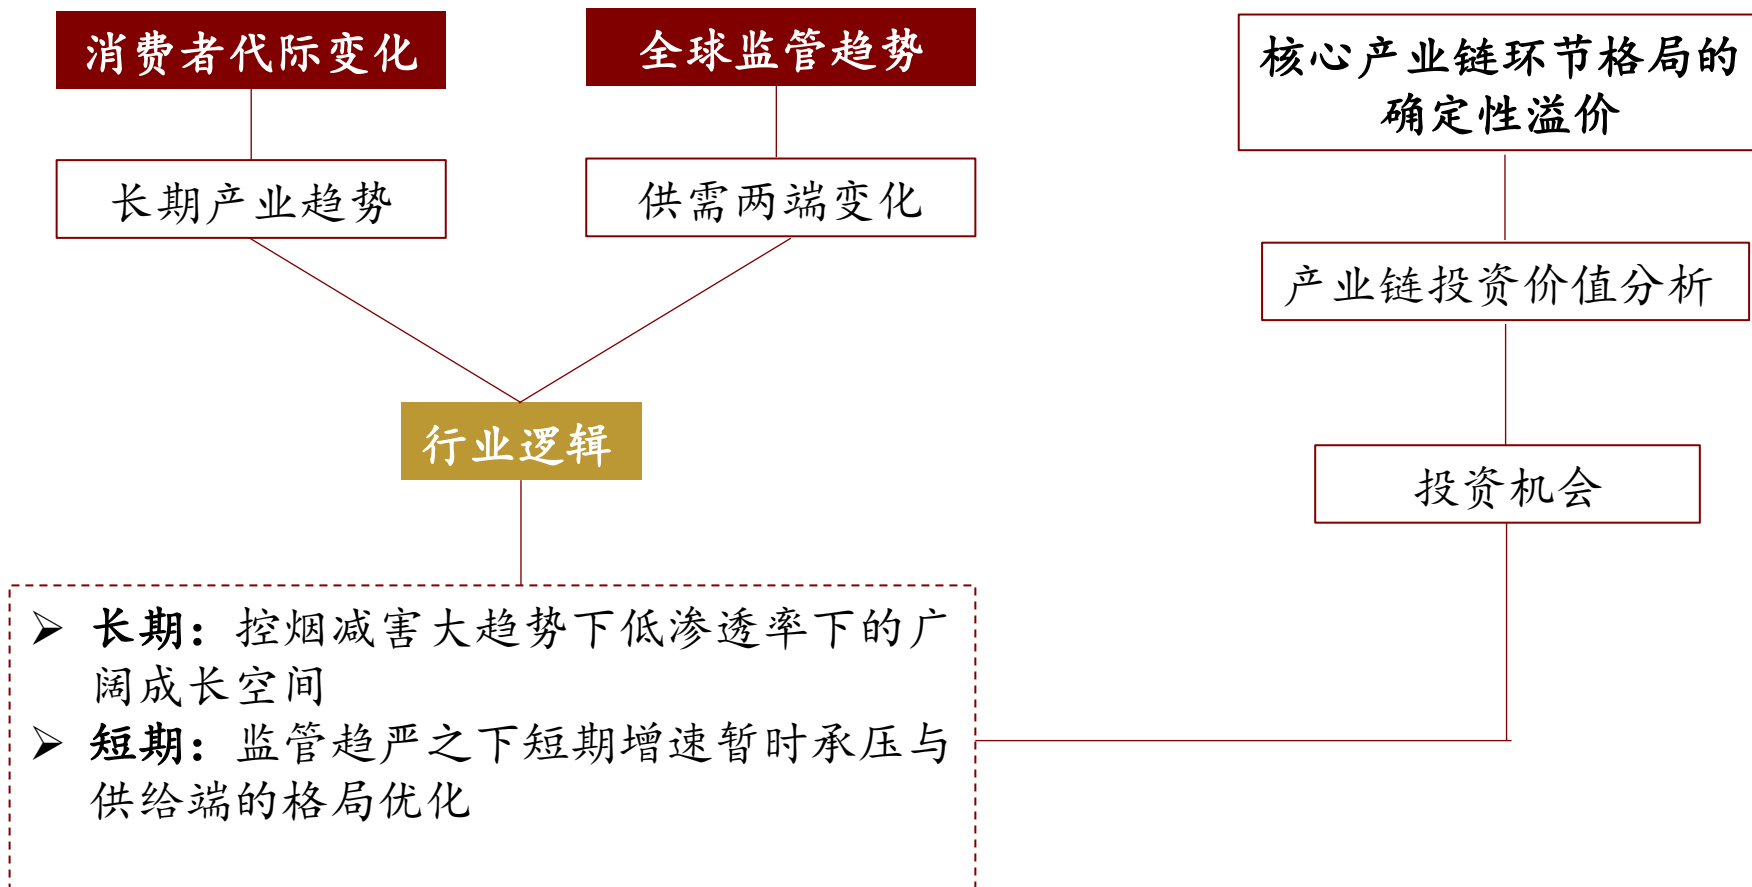 消费者代际变化
全球监管趋势
核心产业链环节格局的
确定性溢价
长期产业趋势
供需两端变化
产业链投资价值分析
行业逻辑
投资机会
➢ 长期：控烟减害大趋势下低渗透率下的广
阔成长空间
➢ 短期：监管趋严之下短期增速暂时承压与
供给端的格局优化